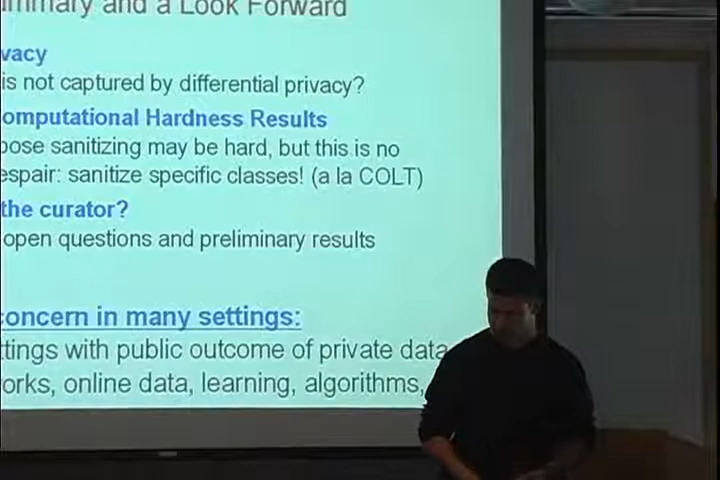 and a Look Forward
vacy
is not captured by differential privacy?
omputational Hardness Results
pose sanitizing may be hard, but this is no
espair: sanitize specific classes! (a la COLT)
the curator?
open questions and preliminary results
concern in many settings:
ttings with public outcome of private data
orks, online data, learning, algorithms,